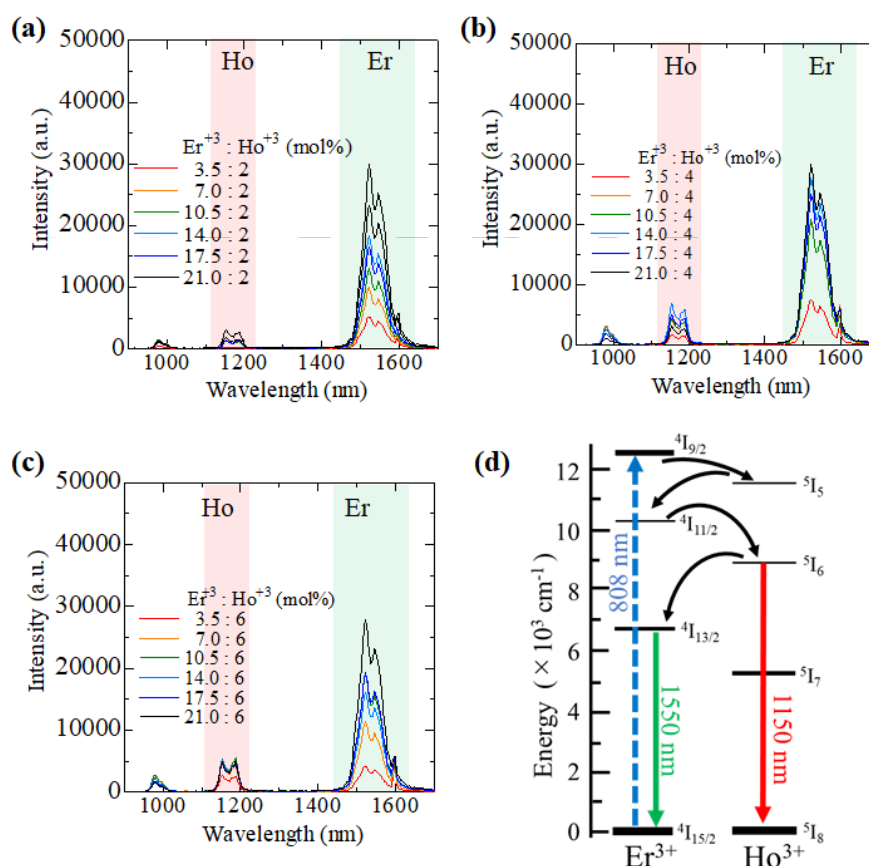 (a)
50000
40000
30000
20000
10000
0
Intensity (a.u.)
Ho
Er
Er+3 : Ho+3 (mol%)
3.5 : 2
7.0 : 2
10.5 : 2
14.0 : 2
17.5 : 2
21.0 : 2
1000 1200 1400 1600
Wavelength (nm)
(b)
50000
40000
30000
20000
10000
0
Intensity (a.u.)
Ho
Er
Er+3 : Ho+3 (mol%)
3.5 : 4
7.0 : 4
10.5 : 4
14.0 : 4
17.5 : 4
21.0 : 4
1000 1200 1400 1600
Wavelength (nm)
(c)
50000
40000
30000
20000
10000
0
Intensity (a.u.)
Ho
Er
Er+3 : Ho+3 (mol%)
3.5 : 6
7.0 : 6
10.5 : 6
14.0 : 6
17.5 : 6
21.0 : 6
1000 1200 1400 1600
Wavelength (nm)
(d)
12
10
8
6
4
2
0
Energy (×10³ cm⁻¹)
⁴I9/2
⁴I11/2
⁴I13/2
⁴I15/2
⁵I5
⁵I6
⁵I7
⁵I8
808 nm
1550 nm
1150 nm
Er³⁺
Ho³⁺